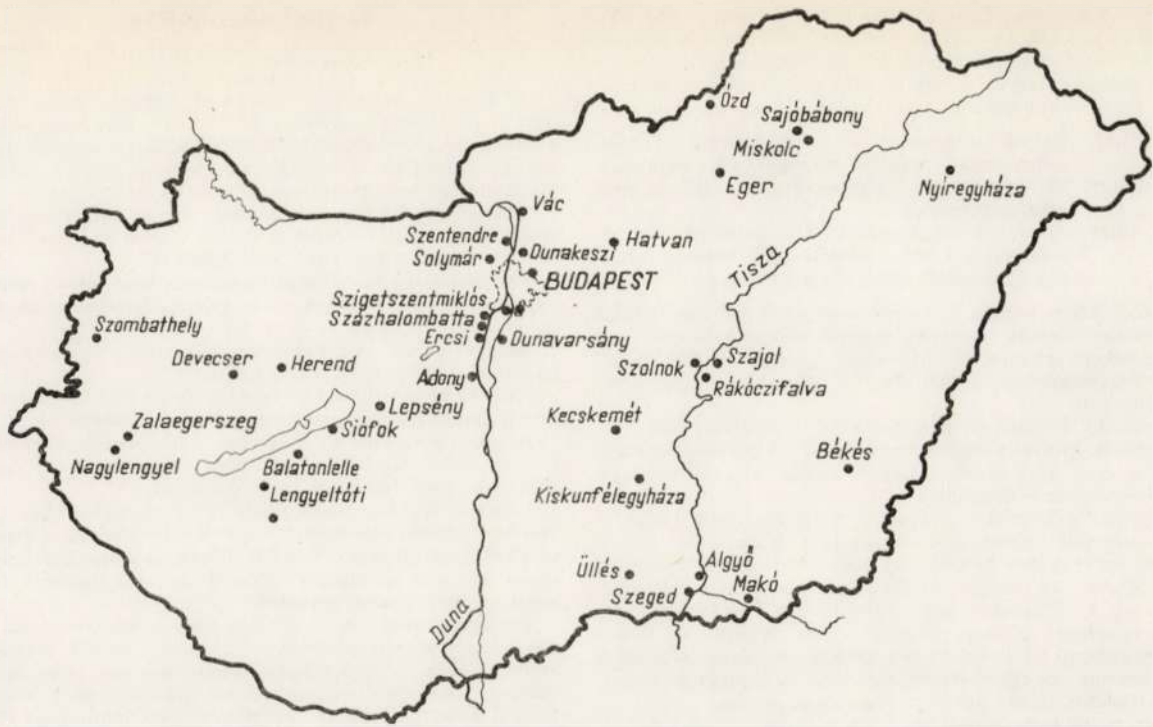 Ózd
Sajóbábony
Miskolc
Eger
Nyíregyháza
Vác
Szentendre
Hatvan
Dunakeszi
Solymár
BUDAPEST
Tisza
Szigetszentmiklós
Százhalombatta
Ercsi
Dunavarsány
Szombathely
Devecser
Herend
Szolnok
Szajol
Adony
Rákóczifalva
Lepsény
Zalaegerszeg
Siófok
Kecskemét
Nagylengyel
Balatonlelle
Békés
Lengyeltóti
Kiskunfélegyháza
Üllés
Algyő
Szeged
Makó
Duna